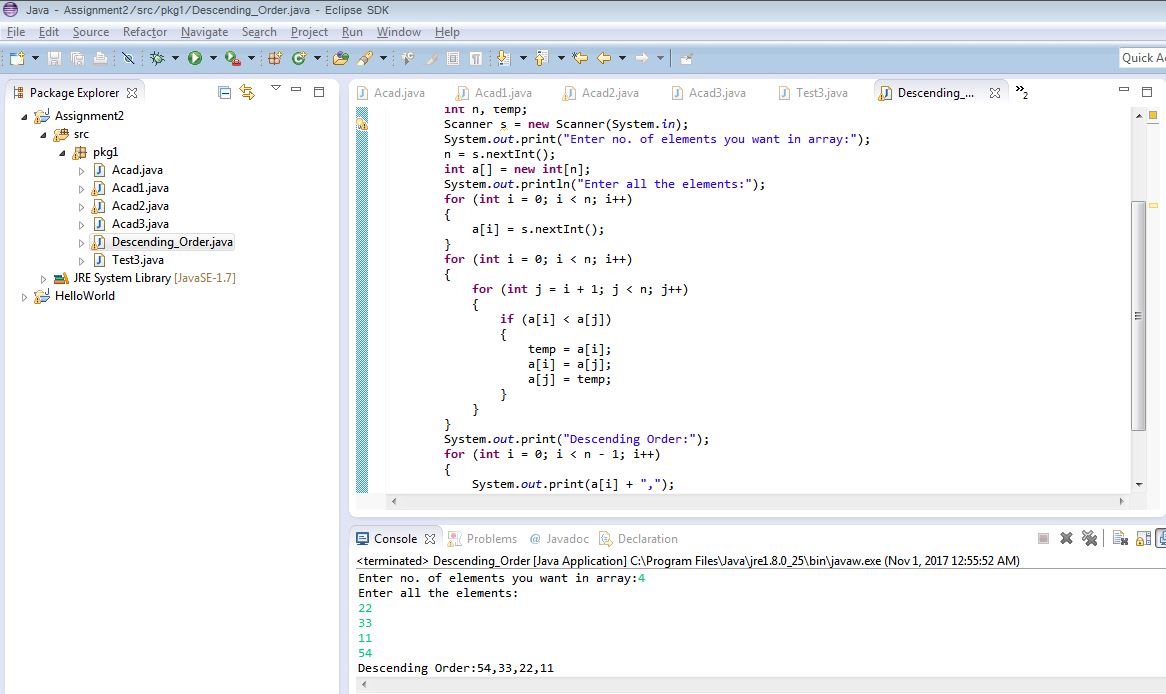 Java - Assignment2/src/pkg1/Descending_Order.java - Eclipse SDK
File Edit Source Refactor Navigate Search Project Run Window Help
Quick Ac
Package Explorer
Assignment2
src
pkg1
Acad.java
Acad1.java
Acad2.java
Acad3.java
Descending_Order.java
Test3.java
JRE System Library [JavaSE-1.7]
HelloWorld
Acad.java Acad1.java Acad2.java Acad3.java Test3.java Descending_... »2
int n, temp;
Scanner s = new Scanner(System.in);
System.out.print("Enter no. of elements you want in array:");
n = s.nextInt();
int a[] = new int[n];
System.out.println("Enter all the elements:");
for (int i = 0; i < n; i++)
{
a[i] = s.nextInt();
}
for (int i = 0; i < n; i++)
{
for (int j = i + 1; j < n; j++)
{
if (a[i] < a[j])
{
temp = a[i];
a[i] = a[j];
a[j] = temp;
}
}
}
System.out.print("Descending Order:");
for (int i = 0; i < n - 1; i++)
{
System.out.print(a[i] + ",");
Console Problems @ Javadoc Declaration
<terminated> Descending_Order [Java Application] C:\Program Files\Java\jre1.8.0_25\bin\javaw.exe (Nov 1, 2017 12:55:52 AM)
Enter no. of elements you want in array:4
Enter all the elements:
22
33
11
54
Descending Order:54,33,22,11